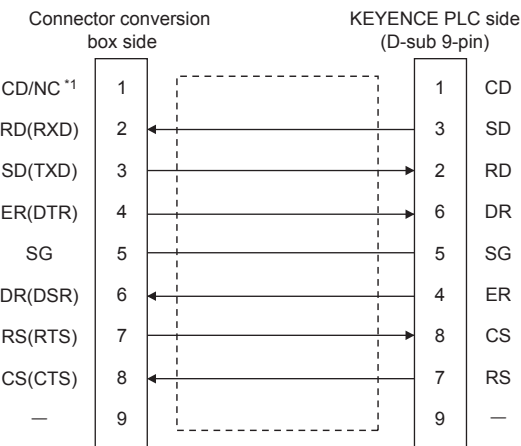 Connector conversion box side
KEYENCE PLC side (D-sub 9-pin)
CD/NC *1 1 1 CD
RD(RXD) 2 3 SD
SD(TXD) 3 2 RD
ER(DTR) 4 6 DR
SG 5 5 SG
DR(DSR) 6 4 ER
RS(RTS) 7 8 CS
CS(CTS) 8 7 RS
— 9 9 —